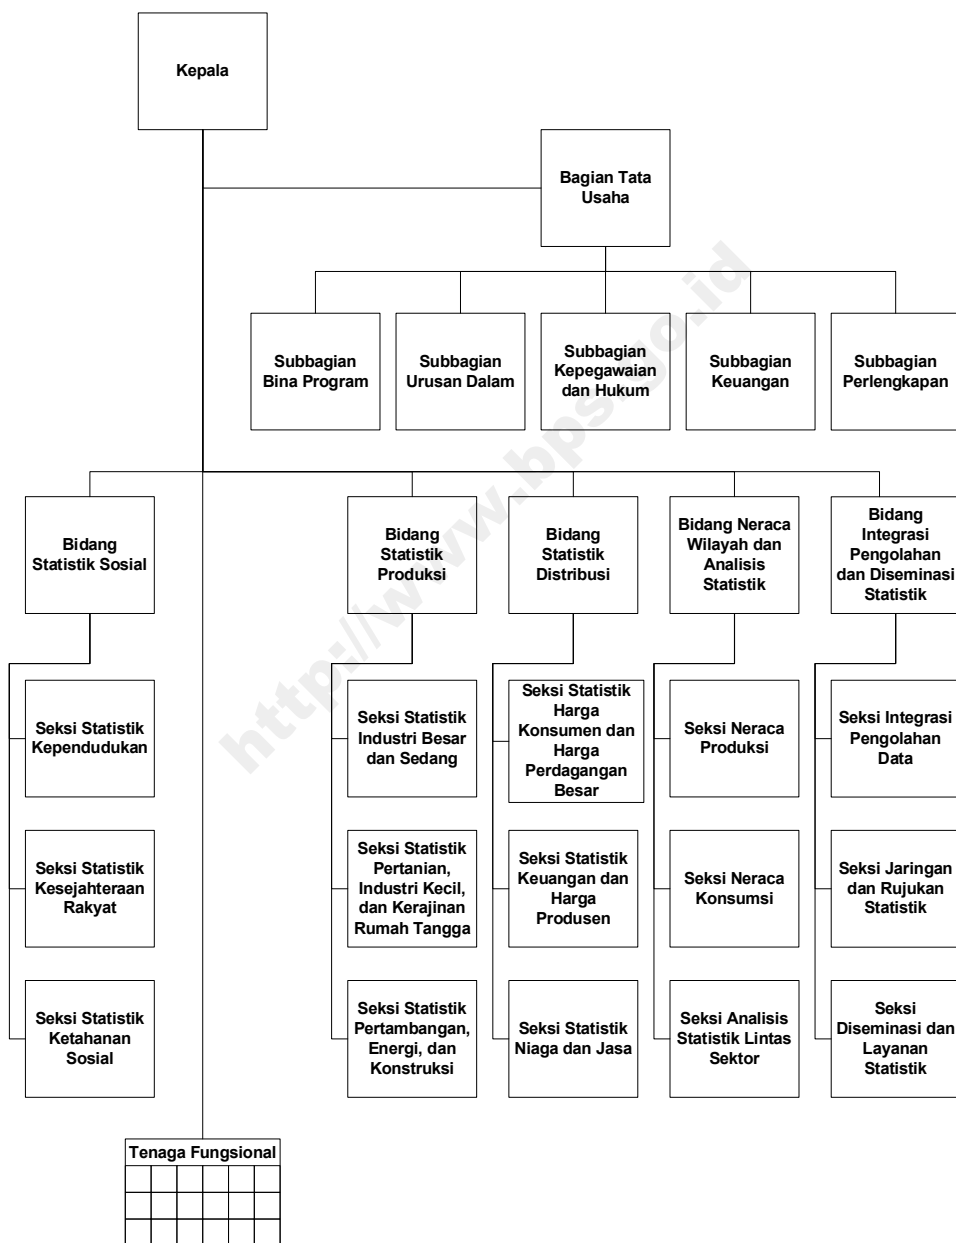 Kepala
Bagian Tata
Usaha
Subbagian
Bina Program
Subbagian
Urusan Dalam
Subbagian
Kepegawaian
dan Hukum
Subbagian
Keuangan
Subbagian
Perlengkapan
Bidang
Statistik Sosial
Bidang
Statistik
Produksi
Bidang
Statistik
Distribusi
Bidang Neraca
Wilayah dan
Analisis
Statistik
Bidang
Integrasi
Pengolahan
dan Diseminasi
Statistik
Seksi Statistik
Kependudukan
Seksi Statistik
Industri Besar
dan Sedang
Seksi Statistik
Harga
Konsumen dan
Harga
Perdagangan
Besar
Seksi Neraca
Produksi
Seksi Integrasi
Pengolahan
Data
Seksi Statistik
Kesejahteraan
Rakyat
Seksi Statistik
Pertanian,
Industri Kecil,
dan Kerajinan
Rumah Tangga
Seksi Statistik
Keuangan dan
Harga
Produsen
Seksi Neraca
Konsumsi
Seksi Jaringan
dan Rujukan
Statistik
Seksi Statistik
Ketahanan
Sosial
Seksi Statistik
Pertambangan,
Energi, dan
Konstruksi
Seksi Statistik
Niaga dan Jasa
Seksi Analisis
Statistik Lintas
Sektor
Seksi
Diseminasi dan
Layanan
Statistik
Tenaga Fungsional
http://www.bps.go.id